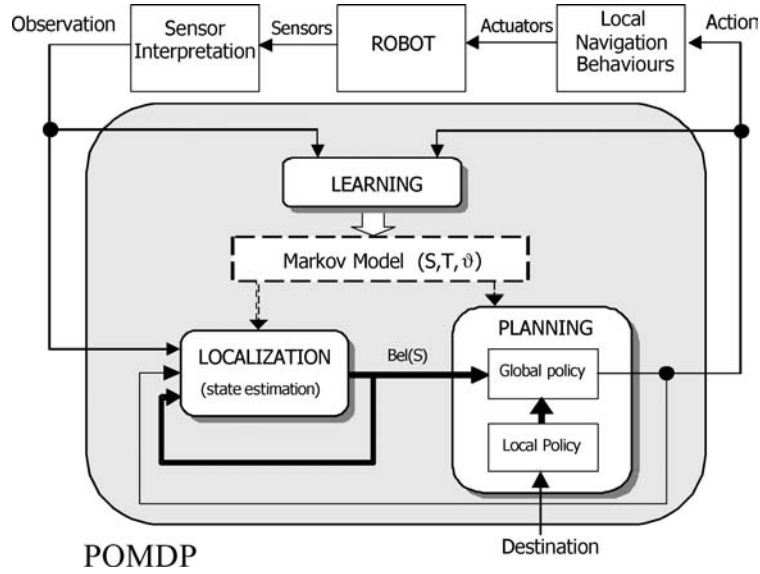 Observation
Sensor
Interpretation
Sensors
ROBOT
Actuators
Local
Navigation
Behaviours
Action
LEARNING
Markov Model (S,T,ϑ)
LOCALIZATION
(state estimation)
Bel(S)
PLANNING
Global policy
Local Policy
Destination
POMDP